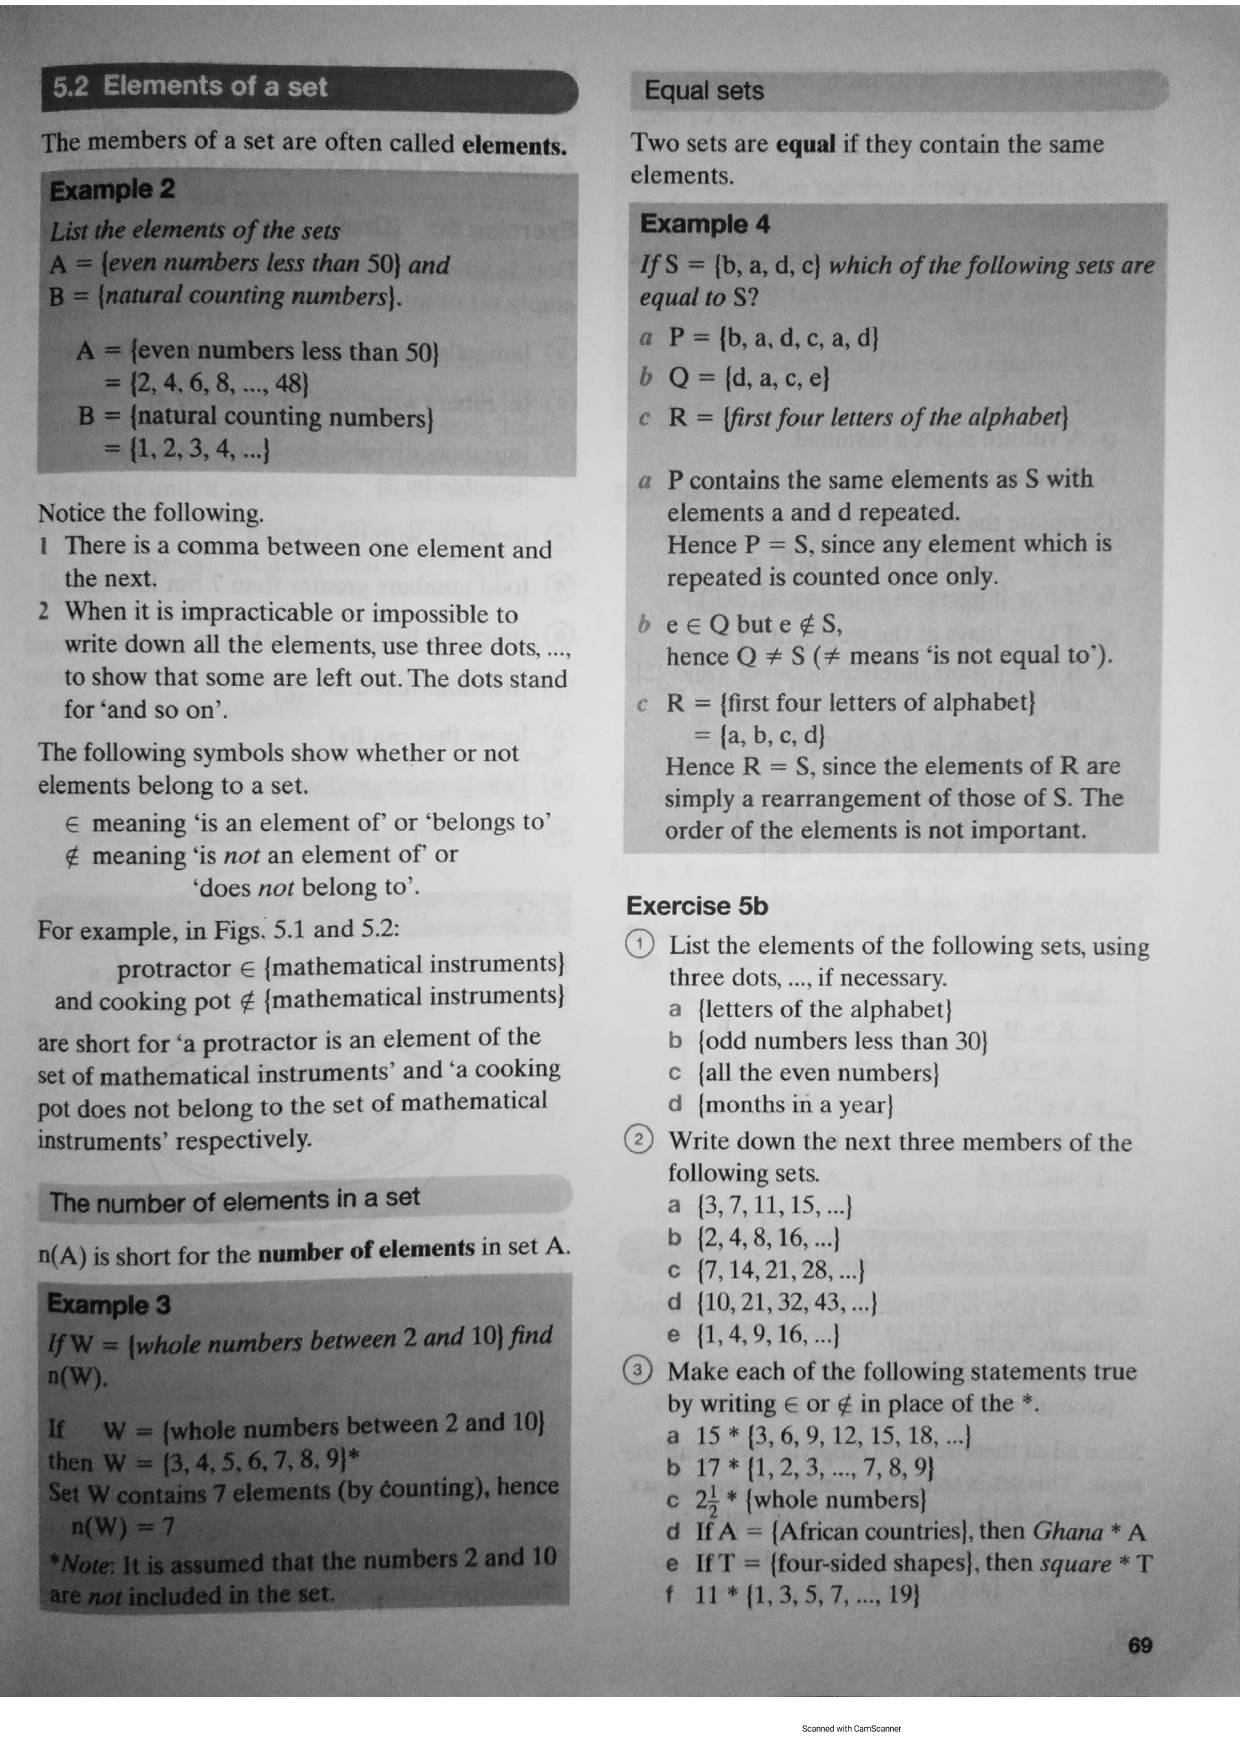 5.2 Elements of a set
The members of a set are often called elements.
Example 2
List the elements of the sets
A = {even numbers less than 50} and
B = {natural counting numbers}.
A = {even numbers less than 50}
= {2, 4, 6, 8, ..., 48}
B = {natural counting numbers}
= {1, 2, 3, 4, ...}
Notice the following.
1 There is a comma between one element and
the next.
2 When it is impracticable or impossible to
write down all the elements, use three dots, ...,
to show that some are left out. The dots stand
for ‘and so on’.
The following symbols show whether or not
elements belong to a set.
∈ meaning ‘is an element of’ or ‘belongs to’
∉ meaning ‘is not an element of’ or
‘does not belong to’.
For example, in Figs. 5.1 and 5.2:
protractor ∈ {mathematical instruments}
and cooking pot ∉ {mathematical instruments}
are short for ‘a protractor is an element of the
set of mathematical instruments’ and ‘a cooking
pot does not belong to the set of mathematical
instruments’ respectively.
The number of elements in a set
n(A) is short for the number of elements in set A.
Example 3
If W = {whole numbers between 2 and 10} find
n(W).
If W = {whole numbers between 2 and 10}
then W = {3, 4, 5, 6, 7, 8, 9}*
Set W contains 7 elements (by counting), hence
n(W) = 7
*Note: It is assumed that the numbers 2 and 10
are not included in the set.
Equal sets
Two sets are equal if they contain the same
elements.
Example 4
If S = {b, a, d, c} which of the following sets are
equal to S?
a P = {b, a, d, c, a, d}
b Q = {d, a, c, e}
c R = {first four letters of the alphabet}
a P contains the same elements as S with
elements a and d repeated.
Hence P = S, since any element which is
repeated is counted once only.
b e ∈ Q but e ∉ S,
hence Q ≠ S (≠ means ‘is not equal to’).
c R = {first four letters of alphabet}
= {a, b, c, d}
Hence R = S, since the elements of R are
simply a rearrangement of those of S. The
order of the elements is not important.
Exercise 5b
1 List the elements of the following sets, using
three dots, ..., if necessary.
a {letters of the alphabet}
b {odd numbers less than 30}
c {all the even numbers}
d {months in a year}
2 Write down the next three members of the
following sets.
a {3, 7, 11, 15, ...}
b {2, 4, 8, 16, ...}
c {7, 14, 21, 28, ...}
d {10, 21, 32, 43, ...}
e {1, 4, 9, 16, ...}
3 Make each of the following statements true
by writing ∈ or ∉ in place of the *.
a 15 * {3, 6, 9, 12, 15, 18, ...}
b 17 * {1, 2, 3, ..., 7, 8, 9}
c 2½ * {whole numbers}
d If A = {African countries}, then Ghana * A
e If T = {four-sided shapes}, then square * T
f 11 * {1, 3, 5, 7, ..., 19}
69
Scanned with CamScanner